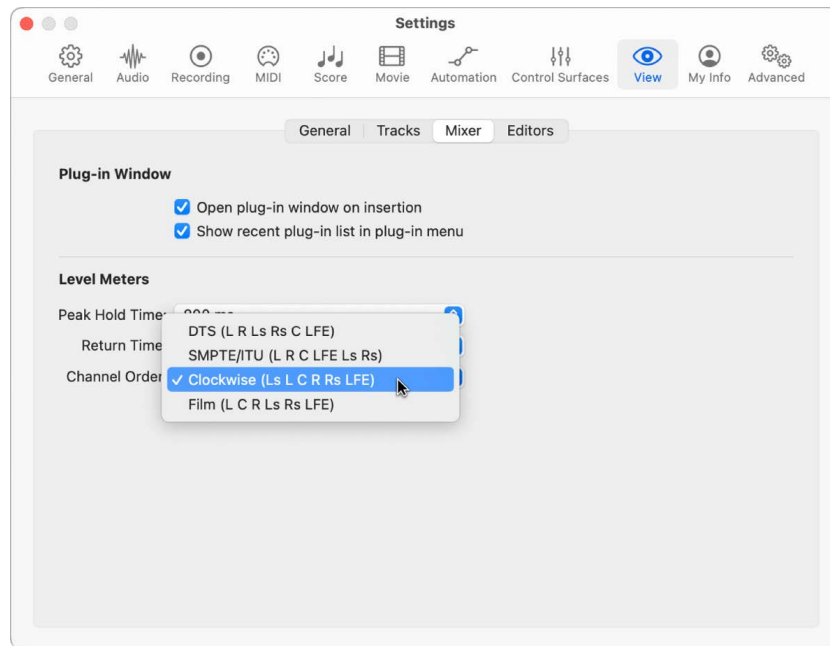 Settings
General Audio Recording MIDI Score Movie Automation Control Surfaces View My Info Advanced
General Tracks Mixer Editors
Plug-in Window
Open plug-in window on insertion
Show recent plug-in list in plug-in menu
Level Meters
Peak Hold Time: 800 ms
DTS (L R Ls Rs C LFE)
Return Time
SMPTE/ITU (L R C LFE Ls Rs)
Channel Order
Clockwise (Ls L C R Rs LFE)
Film (L C R Ls Rs LFE)